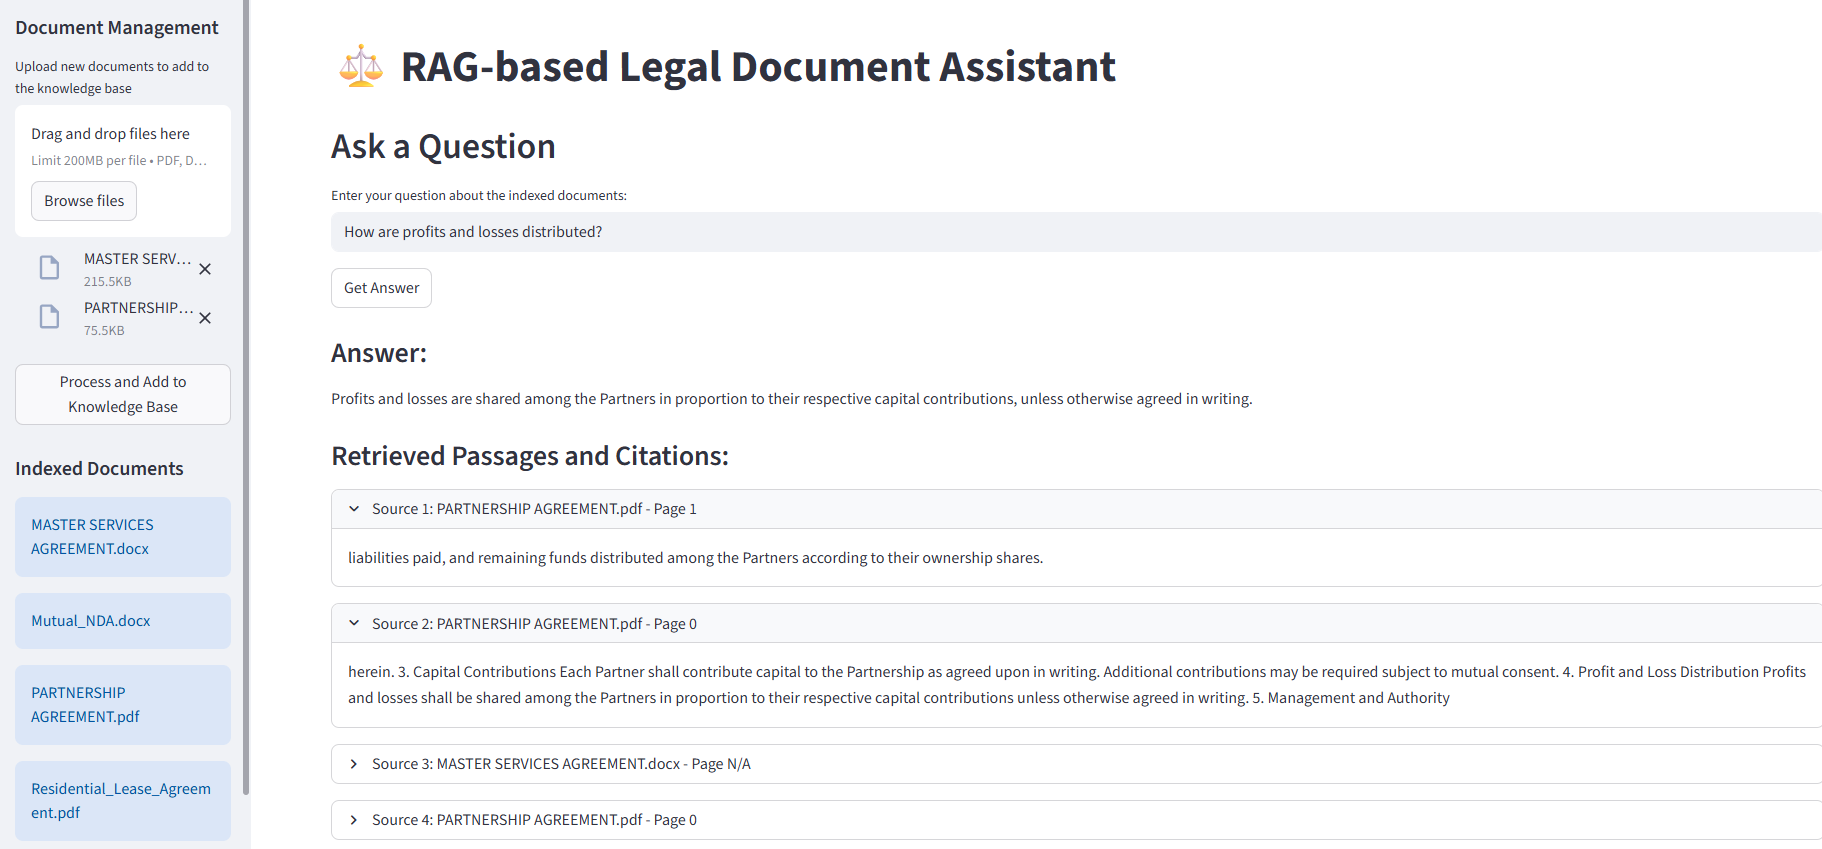 Document Management
Upload new documents to add to
the knowledge base
Drag and drop files here
Limit 200MB per file • PDF, D...
Browse files
MASTER SERV...
215.5KB
PARTNERSHIP...
75.5KB
Process and Add to
Knowledge Base
Indexed Documents
MASTER SERVICES
AGREEMENT.docx
Mutual_NDA.docx
PARTNERSHIP
AGREEMENT.pdf
Residential_Lease_Agreem
ent.pdf
RAG-based Legal Document Assistant
Ask a Question
Enter your question about the indexed documents:
How are profits and losses distributed?
Get Answer
Answer:
Profits and losses are shared among the Partners in proportion to their respective capital contributions, unless otherwise agreed in writing.
Retrieved Passages and Citations:
Source 1: PARTNERSHIP AGREEMENT.pdf - Page 1
liabilities paid, and remaining funds distributed among the Partners according to their ownership shares.
Source 2: PARTNERSHIP AGREEMENT.pdf - Page 0
herein. 3. Capital Contributions Each Partner shall contribute capital to the Partnership as agreed upon in writing. Additional contributions may be required subject to mutual consent. 4. Profit and Loss Distribution Profits
and losses shall be shared among the Partners in proportion to their respective capital contributions unless otherwise agreed in writing. 5. Management and Authority
Source 3: MASTER SERVICES AGREEMENT.docx - Page N/A
Source 4: PARTNERSHIP AGREEMENT.pdf - Page 0